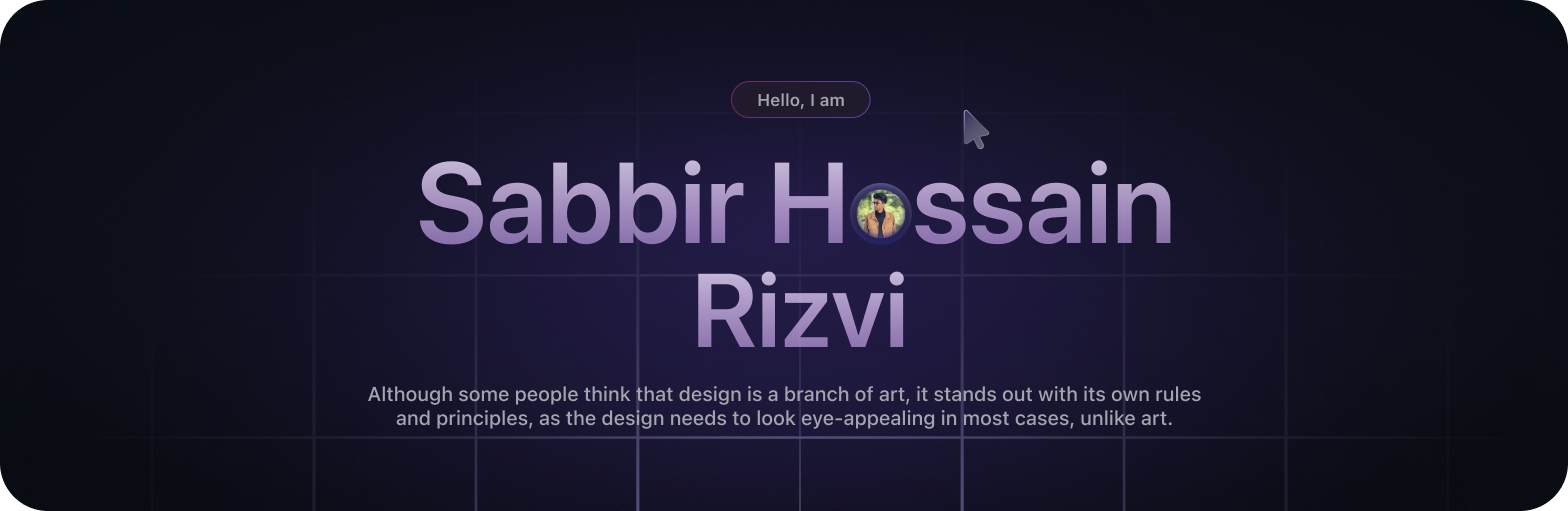 Hello, I am
Sabbir Hossain
Rizvi
Although some people think that design is a branch of art, it stands out with its own rules
and principles, as the design needs to look eye-appealing in most cases, unlike art.